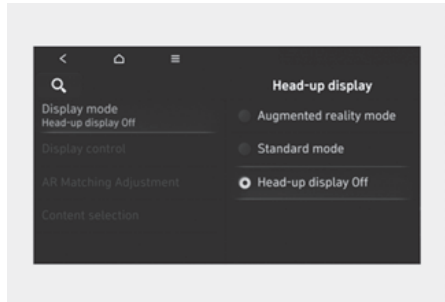 Display mode
Head-up display Off
Display control
AR Matching Adjustment
Content selection
Head-up display
Augmented reality mode
Standard mode
Head-up display Off